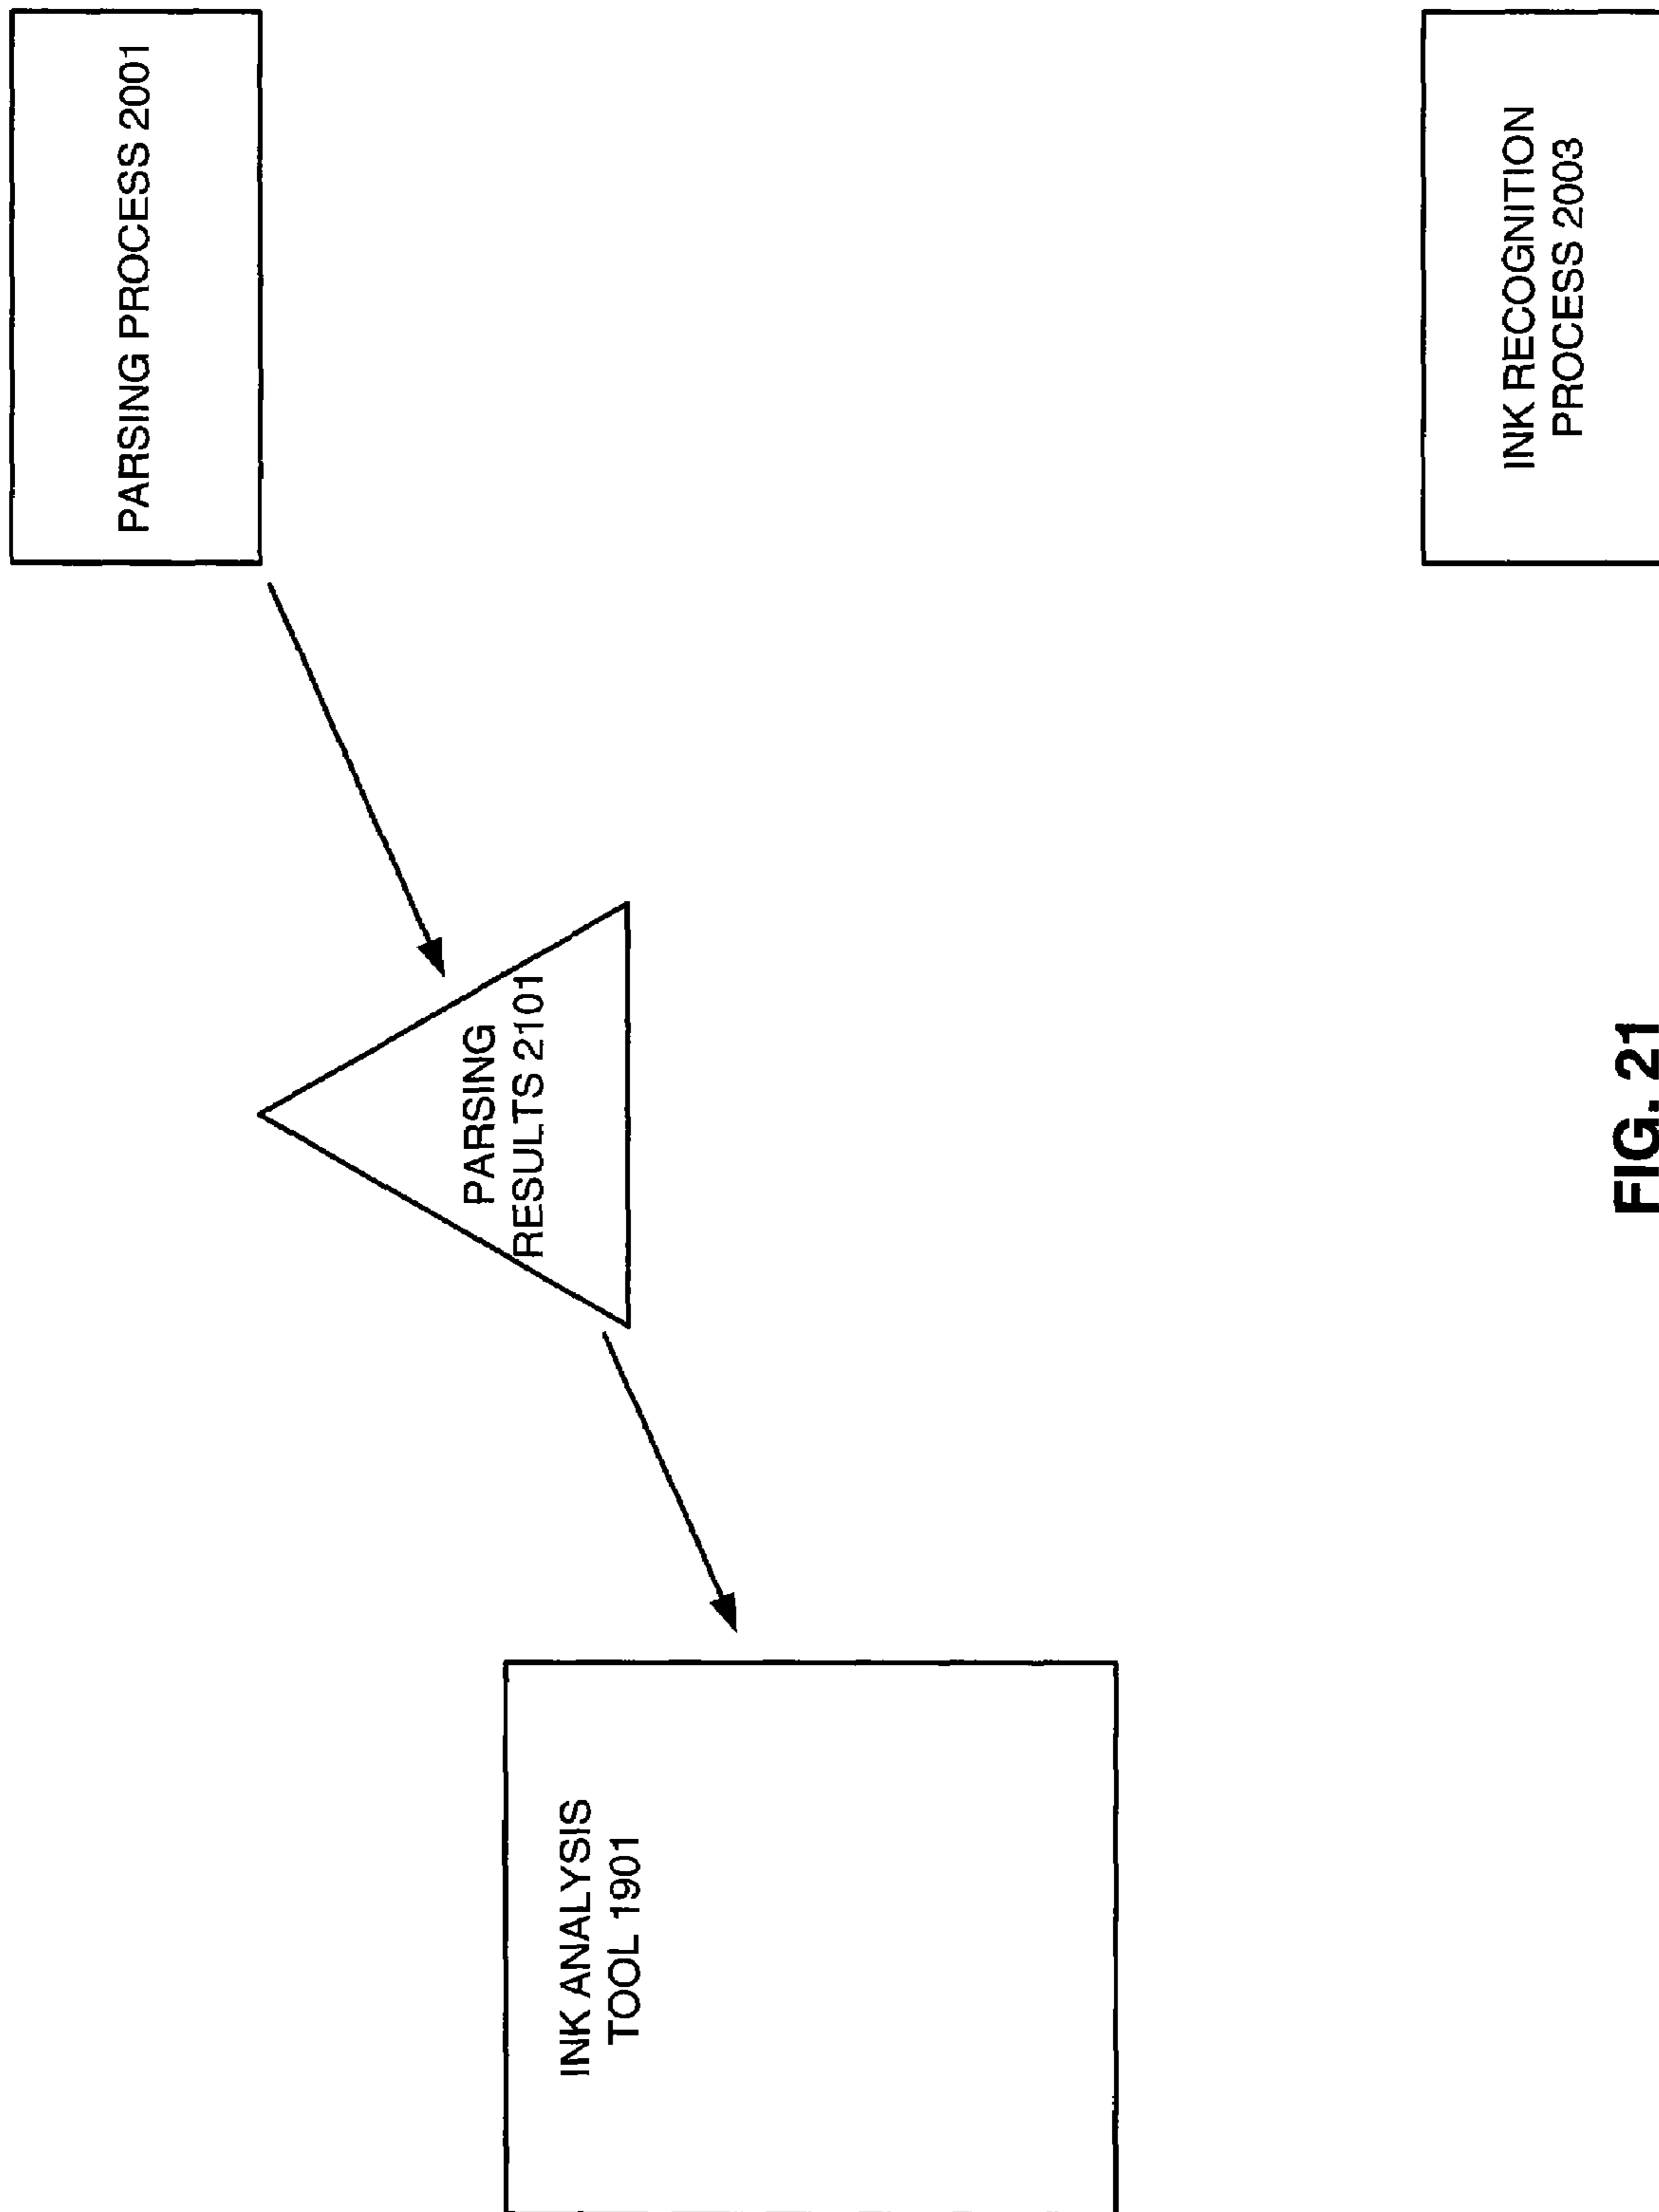 PARSING PROCESS 2001
PARSING
RESULTS 2101
INK ANALYSIS
TOOL 1901
INK RECOGNITION
PROCESS 2003
FIG. 21